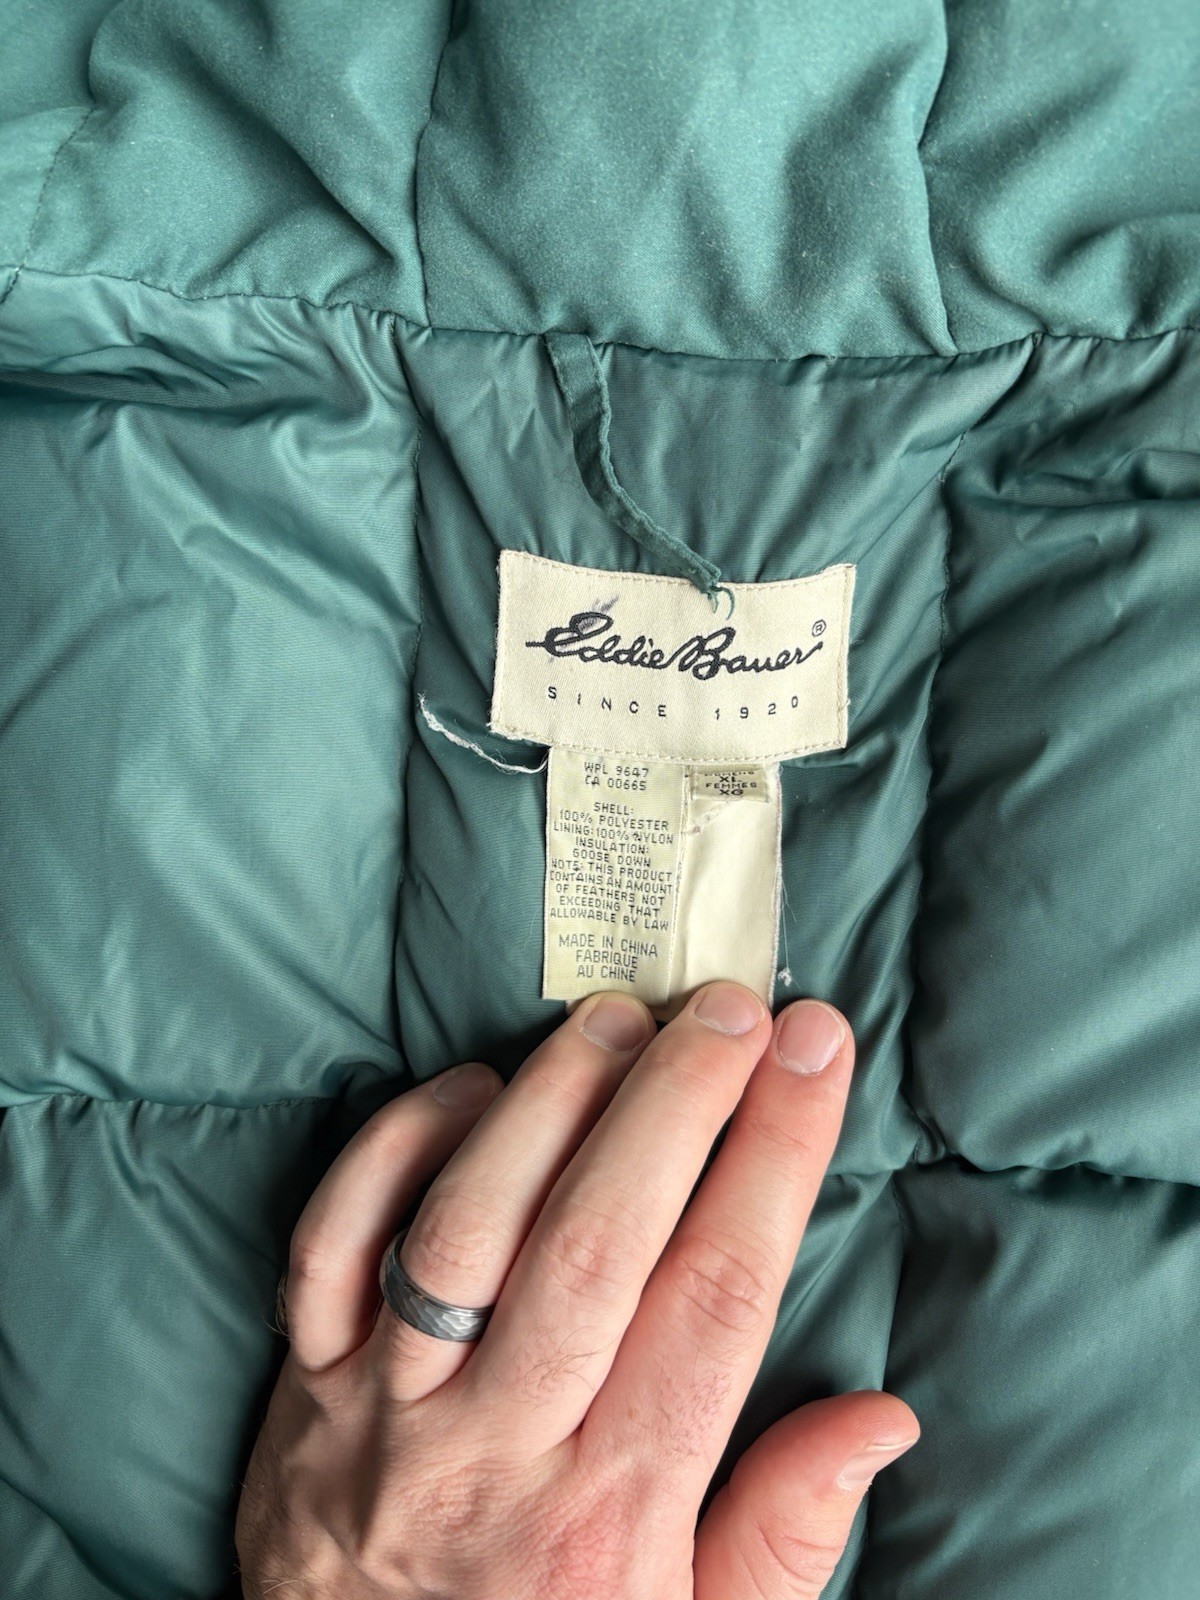 Eddie Bauer®
SINCE 1920
WPL 9647
CA 00665
SHELL:
100% POLYESTER
LINING:100% NYLON
INSULATION:
GOOSE DOWN
NOTE: THIS PRODUCT
CONTAINS AN AMOUNT
OF FEATHERS NOT
EXCEEDING THAT
ALLOWABLE BY LAW
MADE IN CHINA
FABRIQUE
AU CHINE
WOMENS
XL
FEMMES
XG